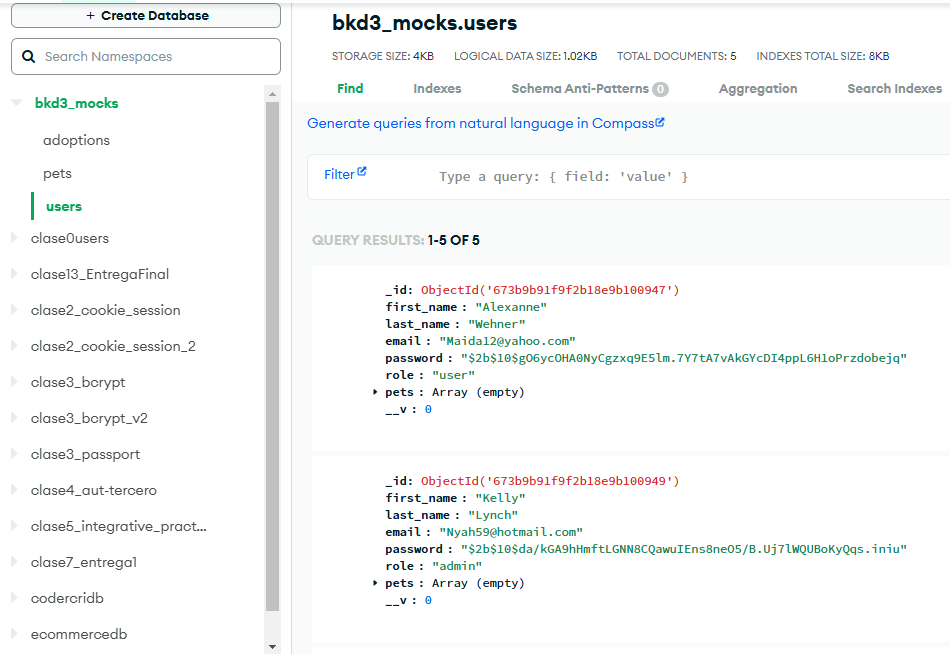 + Create Database
Search Namespaces
bkd3_mocks
adoptions
pets
users
clase0users
clase13_EntregaFinal
clase2_cookie_session
clase2_cookie_session_2
clase3_bcrypt
clase3_bcrypt_v2
clase3_passport
clase4_aut-tercero
clase5_integrative_pract...
clase7_entrega1
codercridb
ecommercedb
bkd3_mocks.users
STORAGE SIZE: 4KB LOGICAL DATA SIZE: 1.02KB TOTAL DOCUMENTS: 5 INDEXES TOTAL SIZE: 8KB
Find Indexes Schema Anti-Patterns 0 Aggregation Search Indexes
Generate queries from natural language in Compass
Filter Type a query: { field: 'value' }
QUERY RESULTS: 1-5 OF 5
_id: ObjectId('673b9b91f9f2b18e9b100947')
first_name : "Alexanne"
last_name : "Wehner"
email : "Maida12@yahoo.com"
password : "$2b$10$gO6ycOHA0NyCgzxq9E5lm.7Y7tA7vAkGYcDI4ppL6H1oPrzdobejq"
role : "user"
pets : Array (empty)
__v : 0
_id: ObjectId('673b9b91f9f2b18e9b100949')
first_name : "Kelly"
last_name : "Lynch"
email : "Nyah59@hotmail.com"
password : "$2b$10$da/kGA9hHmftLGNN8CQawuIEns8neO5/B.Uj7lWQUBoKyQqs.iniu"
role : "admin"
pets : Array (empty)
__v : 0